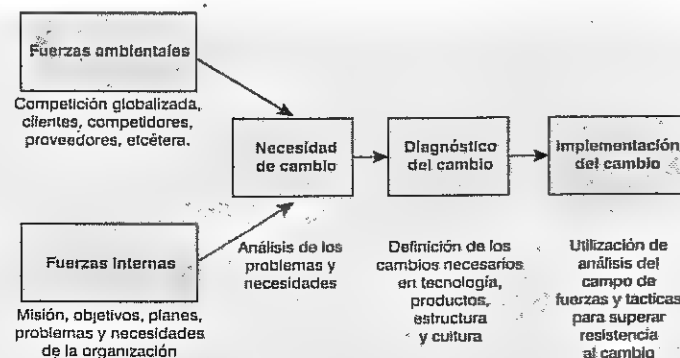 Fuerzas ambientales
Competición globalizada,
clientes, competidores,
proveedores, etcétera.
Necesidad
de cambio
Análisis de los
problemas y
necesidades
Diagnóstico
del cambio
Definición de los
cambios necesarios
en tecnología,
productos,
estructura
y cultura
Implementación
del cambio
Utilización de
análisis del
campo de
fuerzas y tácticas
para superar
resistencia
al cambio
Fuerzas internas
Misión, objetivos, planes,
problemas y necesidades
de la organización